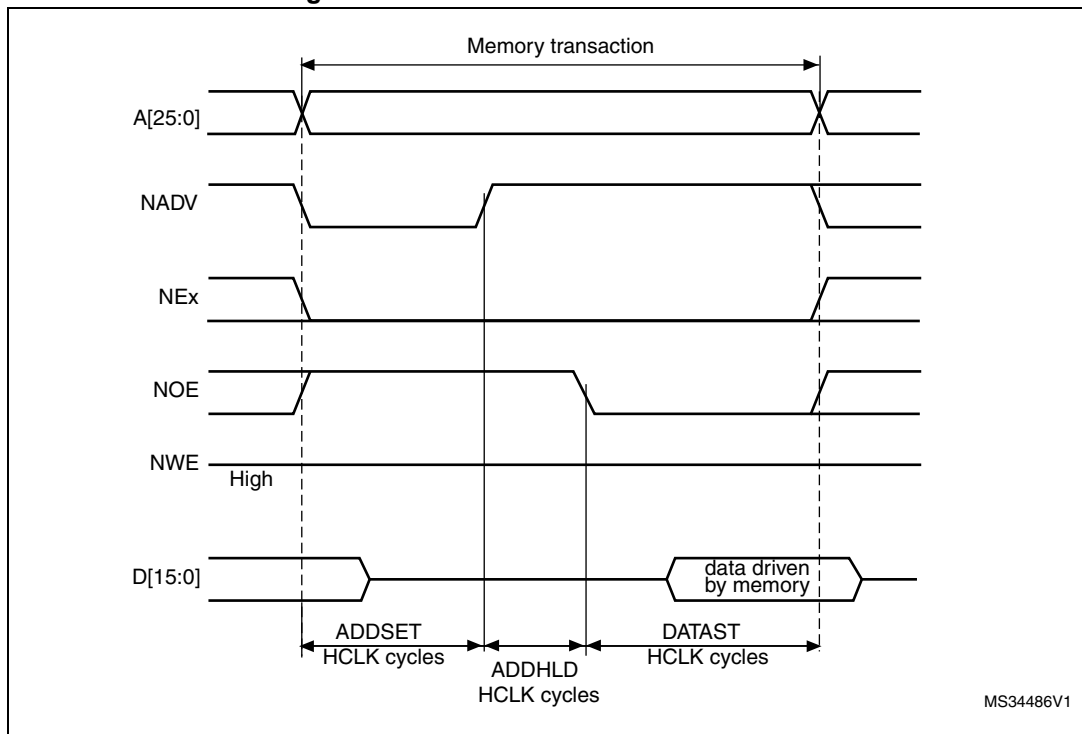 Memory transaction
A[25:0]
NADV
NEx
NOE
NWE
High
D[15:0]
data driven
by memory
ADDSET
HCLK cycles
DATAST
HCLK cycles
ADDHLD
HCLK cycles
MS34486V1